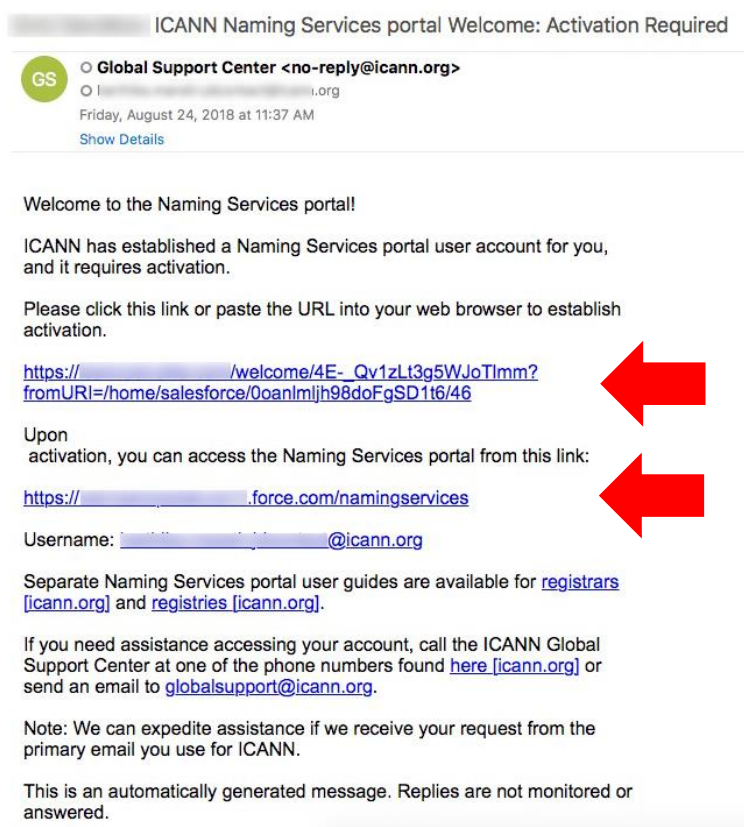 ICANN Naming Services portal Welcome: Activation Required
GS
Global Support Center <no-reply@icann.org>
.org
Friday, August 24, 2018 at 11:37 AM
Show Details
Welcome to the Naming Services portal!
ICANN has established a Naming Services portal user account for you,
and it requires activation.
Please click this link or paste the URL into your web browser to establish
activation.
https:// /welcome/4E-_Qv1zLt3g5WJoTlmm?
fromURI=/home/salesforce/0oanlmljh98doFgSD1t6/46
Upon
activation, you can access the Naming Services portal from this link:
https:// .force.com/namingservices
Username: @icann.org
Separate Naming Services portal user guides are available for registrars
[icann.org] and registries [icann.org].
If you need assistance accessing your account, call the ICANN Global
Support Center at one of the phone numbers found here [icann.org] or
send an email to globalsupport@icann.org.
Note: We can expedite assistance if we receive your request from the
primary email you use for ICANN.
This is an automatically generated message. Replies are not monitored or
answered.